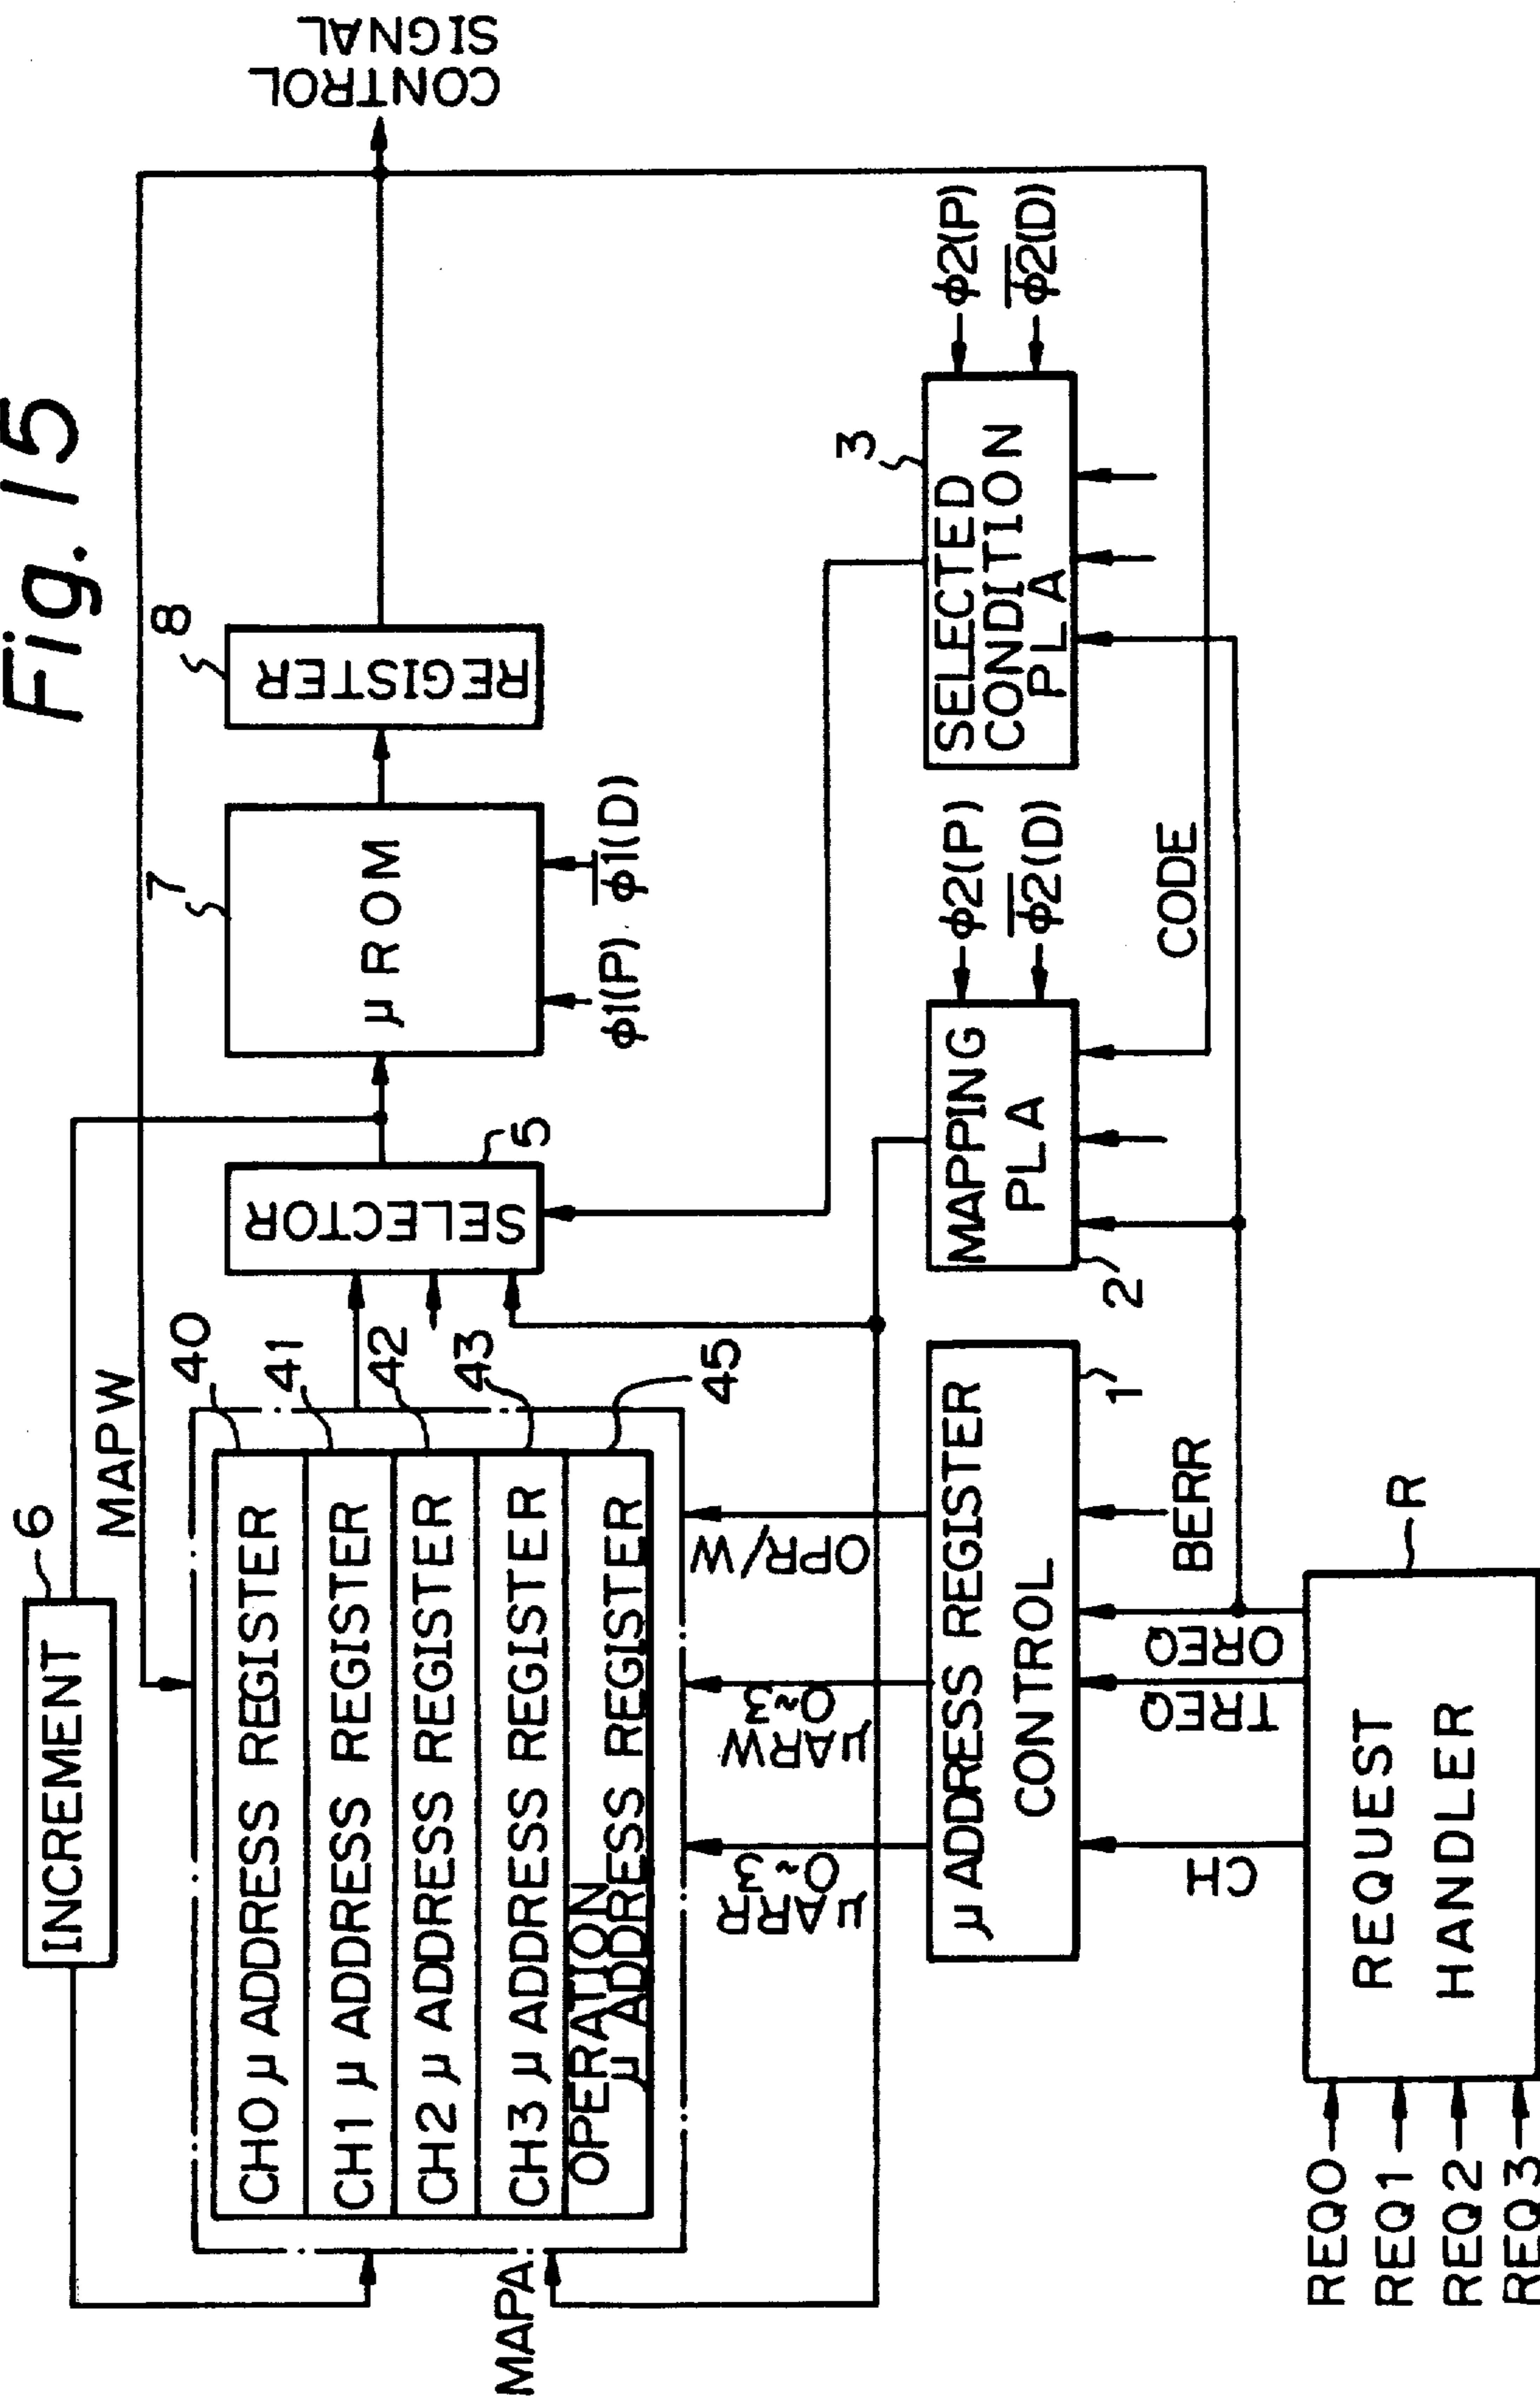 Fig. 15
INCREMENT
6
MAPW
CH0 μ ADDRESS REGISTER
40
CH1 μ ADDRESS REGISTER
41
CH2 μ ADDRESS REGISTER
42
CH3 μ ADDRESS REGISTER
43
OPERATION
μ ADDRESS REGISTER
45
MAPA
SELECTOR
5
μ ROM
7
φ1(P)
φ̅1̅(D)
REGISTER
8
CONTROL
SIGNAL
μARR
0~3
μARW
0~3
OPR/W
μ ADDRESS REGISTER
CONTROL
1
MAPPING
PLA
2
φ2(P)
φ̅2̅(D)
SELECTED
CONDITION
PLA
3
φ2(P)
φ̅2̅(D)
CODE
CH
TREQ
OREQ
BERR
REQUEST
HANDLER
R
REQ0
REQ1
REQ2
REQ3